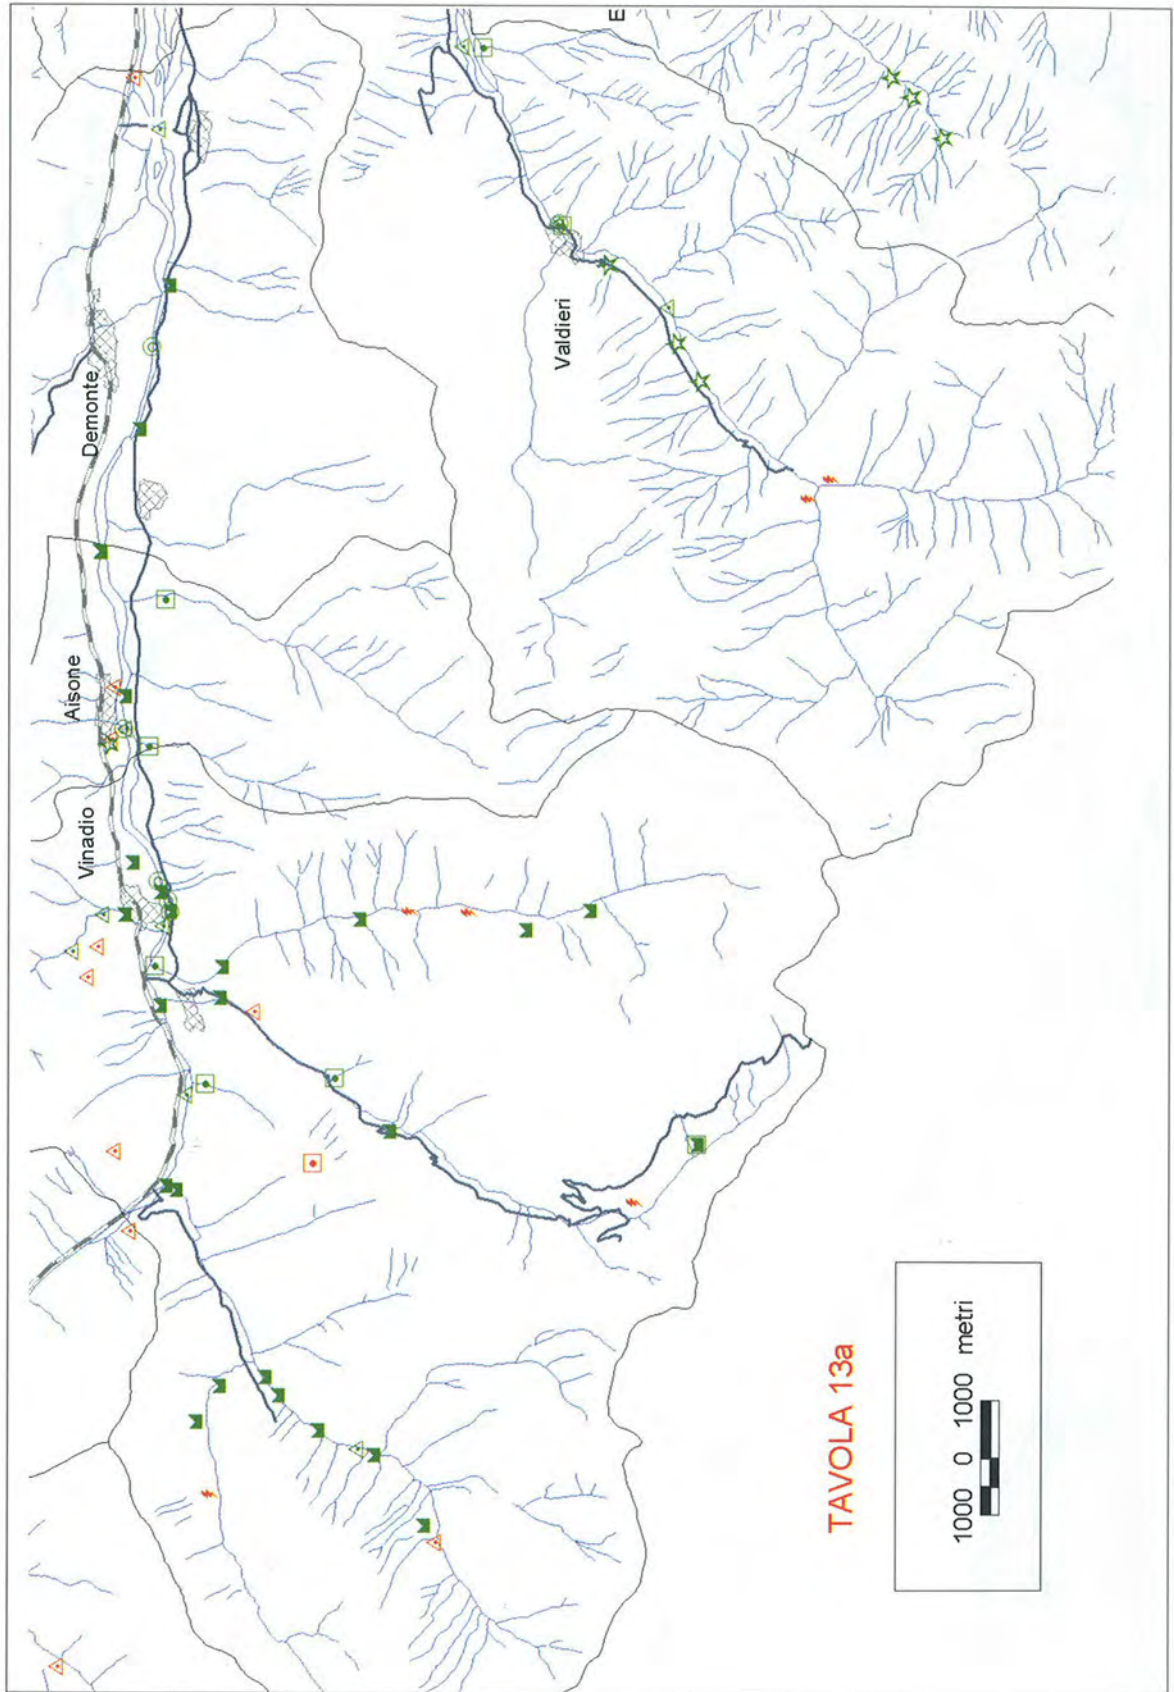 Demonte
Aisone
Vinadio
Valdieri
E
TAVOLA 13a
1000 0 1000 metri